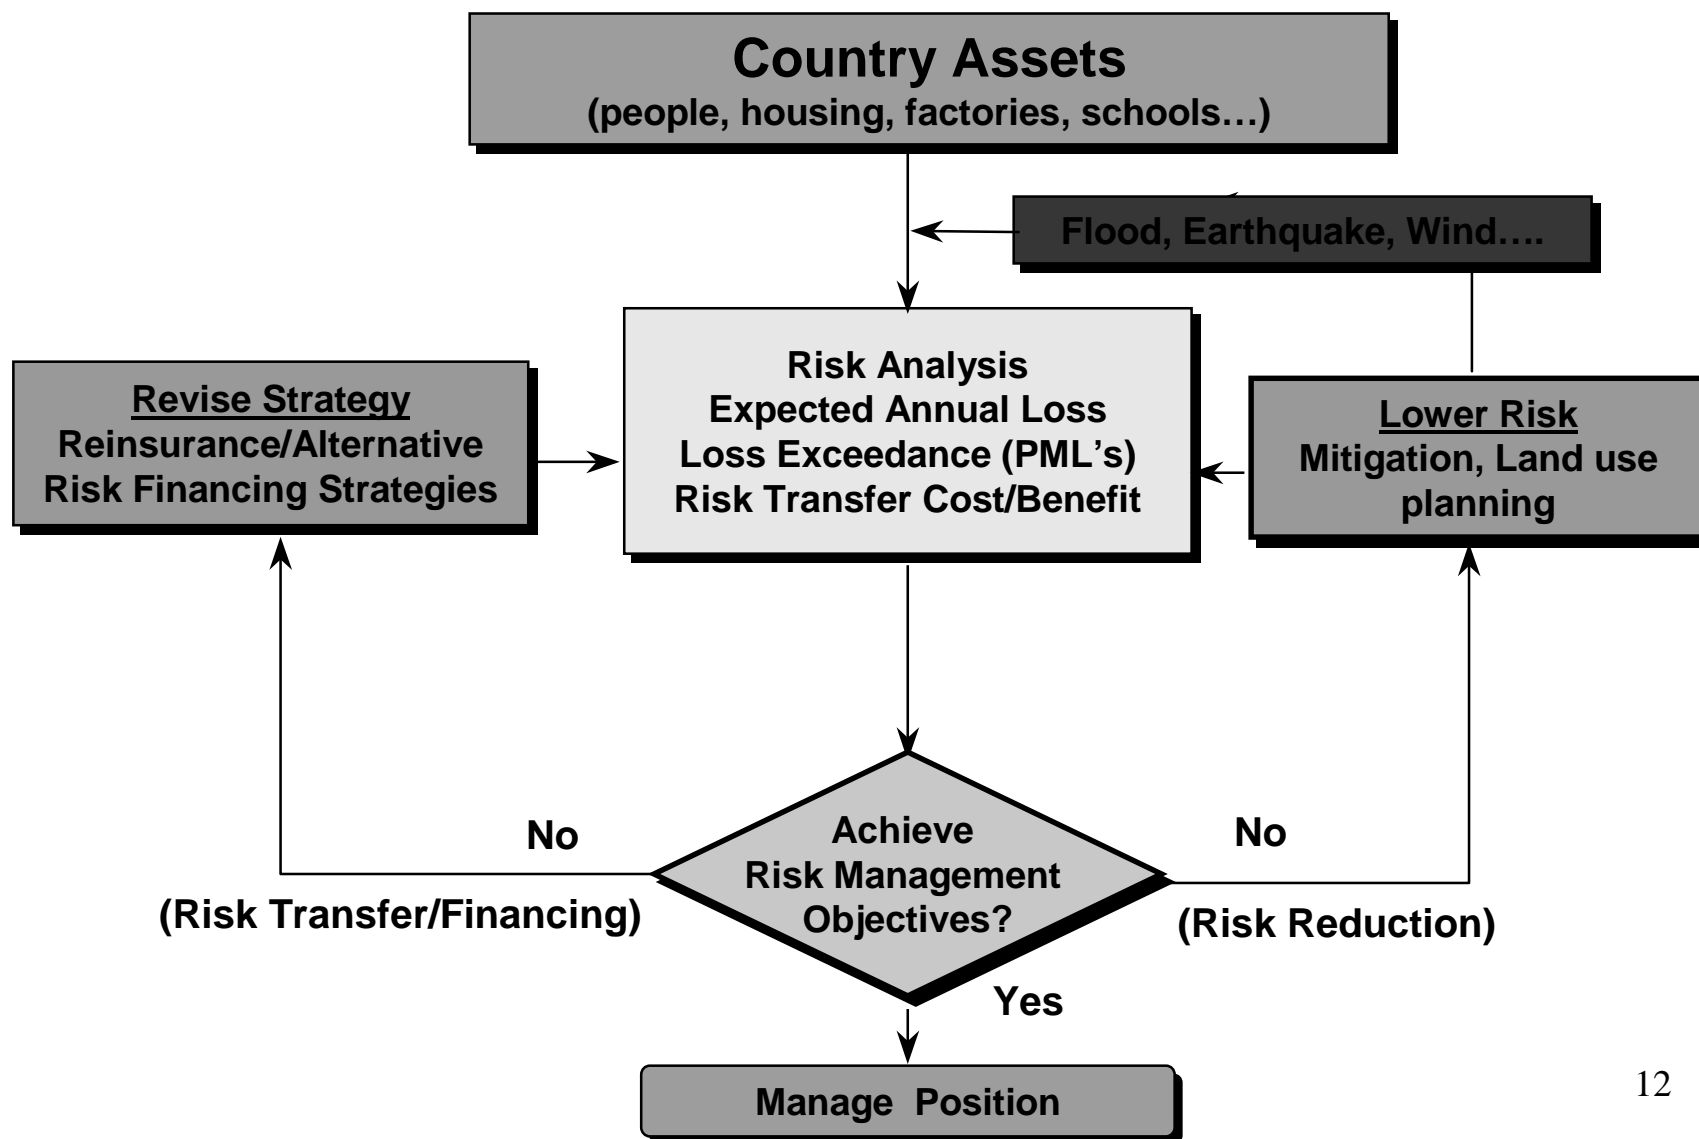 Country Assets
(people, housing, factories, schools…)
Flood, Earthquake, Wind….
Revise Strategy
Reinsurance/Alternative
Risk Financing Strategies
Risk Analysis
Expected Annual Loss
Loss Exceedance (PML's)
Risk Transfer Cost/Benefit
Lower Risk
Mitigation, Land use
planning
No
(Risk Transfer/Financing)
Achieve
Risk Management
Objectives?
No
(Risk Reduction)
Yes
Manage Position
12